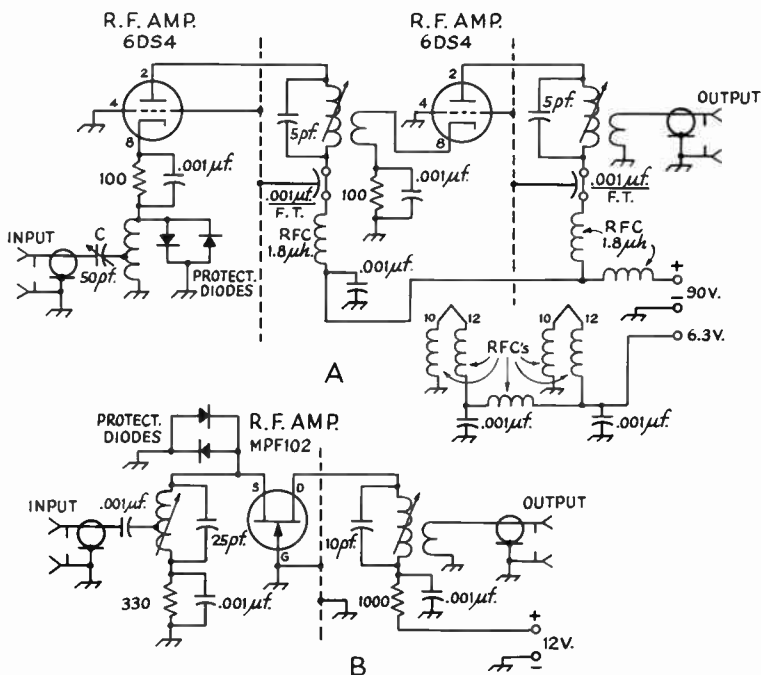 R.F. AMP.
6DS4
R.F. AMP.
6DS4
2
4
8
5pf.
2
4
8
5pf.
OUTPUT
.001µf.
100
.001µf.
F.T.
100
.001µf.
.001µf.
F.T.
INPUT
C
50pf.
PROTECT.
DIODES
RFC
1.8µh.
.001µf.
RFC
1.8µh.
+
90V.
−
6.3V.
10
12
10
12
RFC's
.001µf.
.001µf.
A
PROTECT.
DIODES
R.F. AMP.
MPF102
INPUT
.001µf.
S
D
G
25pf.
10pf.
OUTPUT
330
.001µf.
1000
.001µf.
+
12V.
−
B